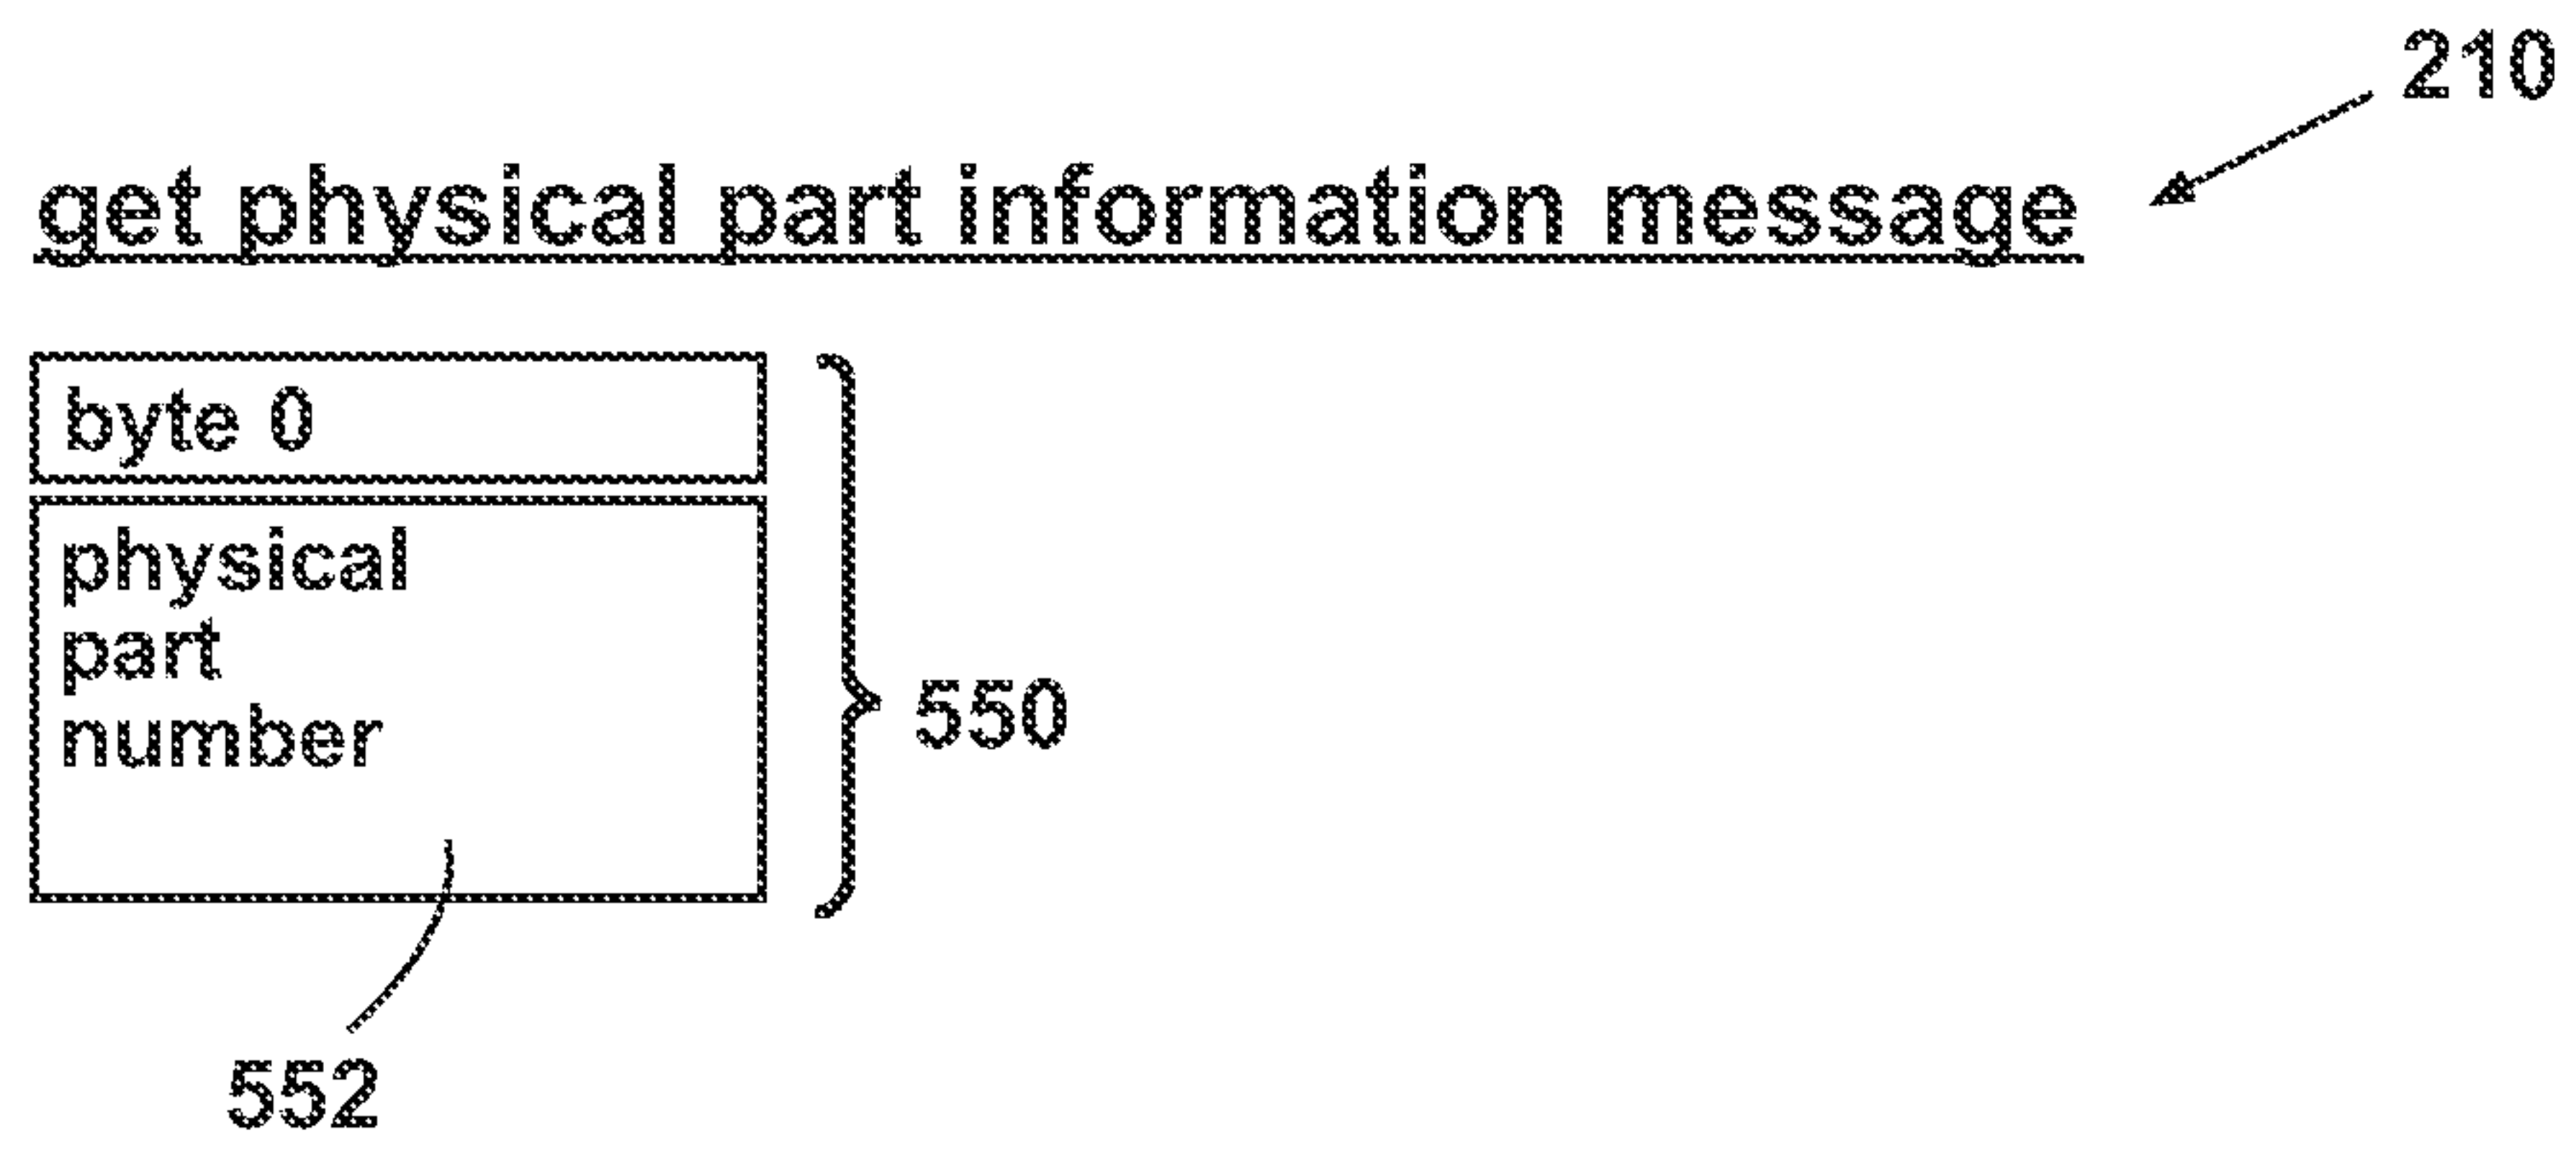 210
get physical part information message
byte 0
physical
part
number
550
552